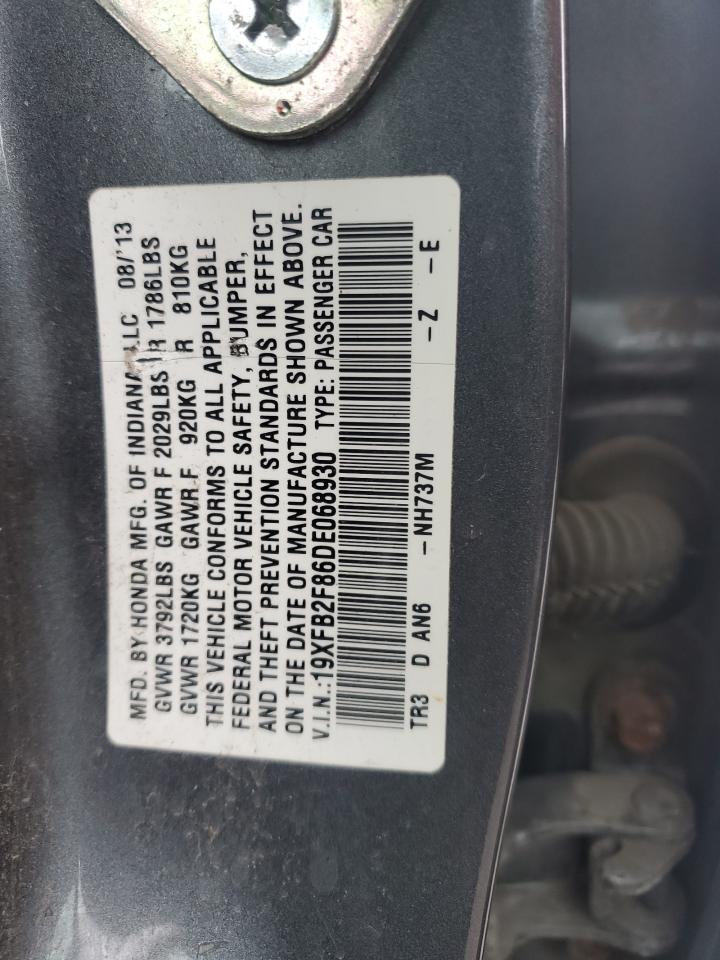 MFD. BY HONDA MFG. OF INDIANA LLC 08/'13
GVWR 3792LBS GAWR F 2029LBS R 1786LBS
GVWR 1720KG GAWR F 920KG R 810KG
THIS VEHICLE CONFORMS TO ALL APPLICABLE
FEDERAL MOTOR VEHICLE SAFETY, BUMPER,
AND THEFT PREVENTION STANDARDS IN EFFECT
ON THE DATE OF MANUFACTURE SHOWN ABOVE.
V.I.N.:19XFB2F86DE068930 TYPE: PASSENGER CAR
TR3 D AN6 -NH737M -Z -E